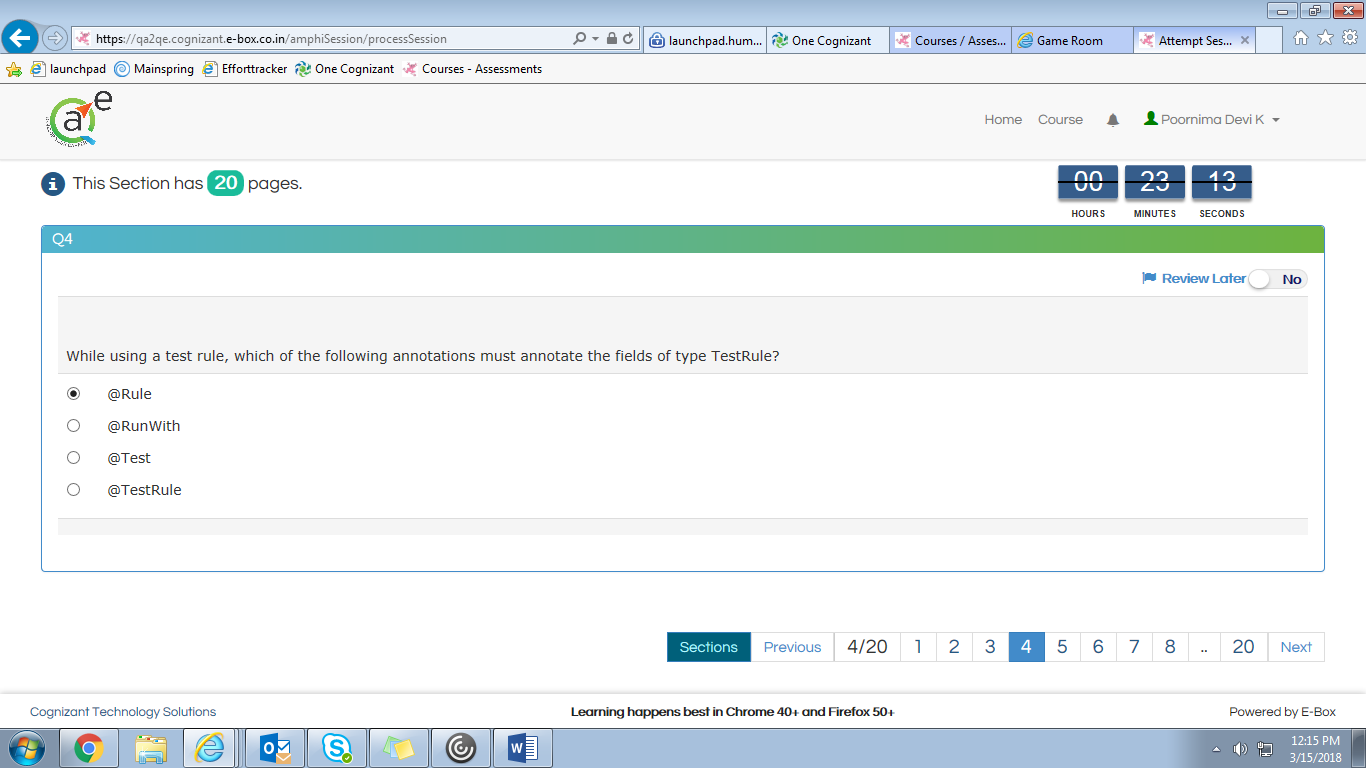 https://qa2qe.cognizant.e-box.co.in/amphiSession/processSession
launchpad.hum... One Cognizant Courses / Asses... Game Room Attempt Ses...
launchpad Mainspring Efforttracker One Cognizant Courses - Assessments
a e
Home Course Poornima Devi K
This Section has 20 pages.
00 23 13
HOURS MINUTES SECONDS
Q4
Review Later No
While using a test rule, which of the following annotations must annotate the fields of type TestRule?
@Rule
@RunWith
@Test
@TestRule
Sections Previous 4/20 1 2 3 4 5 6 7 8 .. 20 Next
Cognizant Technology Solutions Learning happens best in Chrome 40+ and Firefox 50+ Powered by E-Box
12:15 PM
3/15/2018